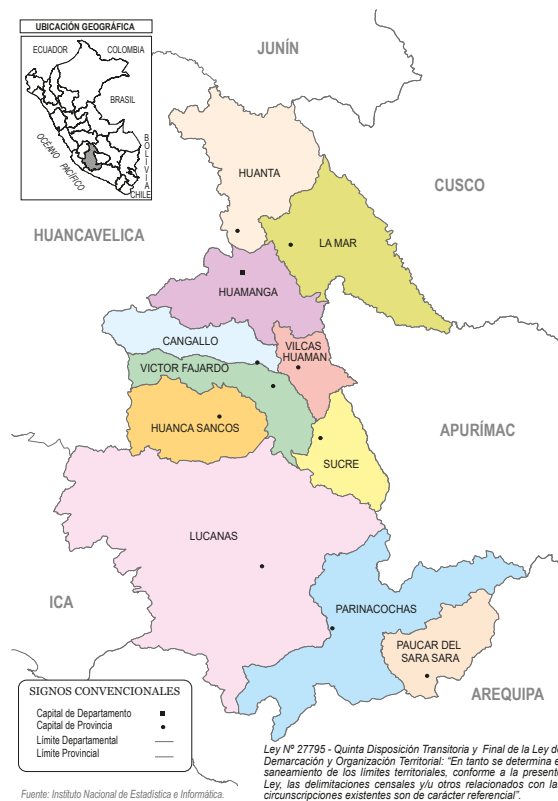 UBICACIÓN GEOGRÁFICA
ECUADOR
COLOMBIA
BRASIL
OCÉANO PACÍFICO
BOLIVIA
CHILE
JUNÍN
CUSCO
HUANCAVELICA
HUANTA
LA MAR
HUAMANGA
CANGALLO
VILCAS
HUAMAN
VICTOR FAJARDO
HUANCA SANCOS
APURÍMAC
SUCRE
LUCANAS
ICA
PARINACOCHAS
PAUCAR DEL
SARA SARA
AREQUIPA
SIGNOS CONVENCIONALES
Capital de Departamento
Capital de Provincia
Límite Departamental
Límite Provincial
Ley Nº 27795 - Quinta Disposición Transitoria y Final de la Ley de
Demarcación y Organización Territorial: "En tanto se determina el
saneamiento de los límites territoriales, conforme a la presente
Ley, las delimitaciones censales y/u otros relacionados con las
circunscripciones existentes son de carácter referencial".
Fuente: Instituto Nacional de Estadística e Informática.